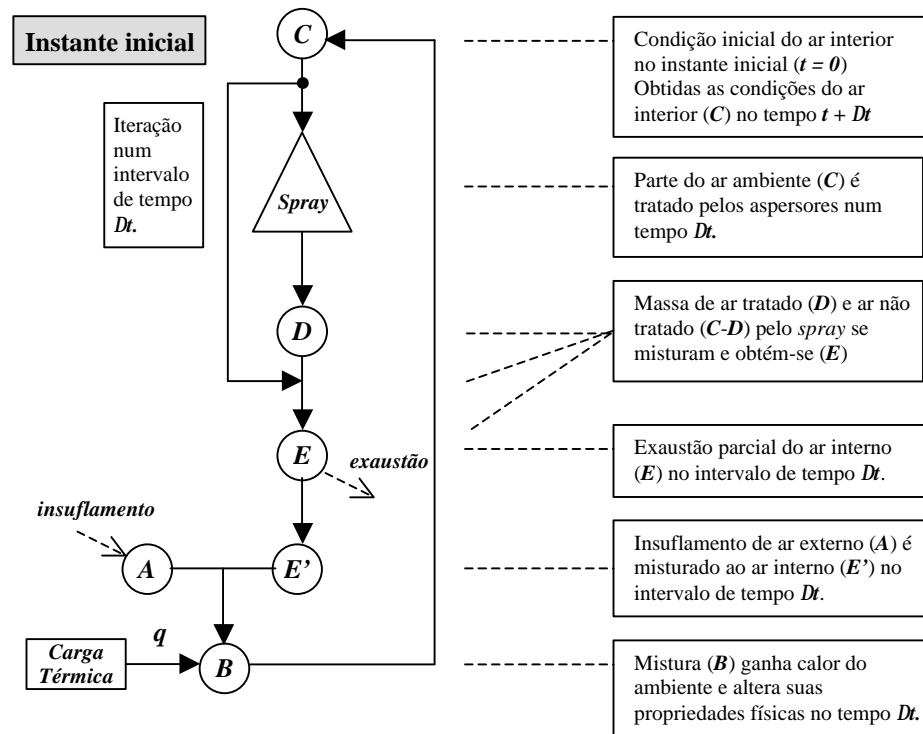 Instante inicial
C
Condição inicial do ar interior
no instante inicial (t = 0)
Obtidas as condições do ar
interior (C) no tempo t + Dt
Iteração
num
intervalo
de tempo
Dt.
Spray
Parte do ar ambiente (C) é
tratado pelos aspersores num
tempo Dt.
D
Massa de ar tratado (D) e ar não
tratado (C-D) pelo spray se
misturam e obtém-se (E)
E
exaustão
Exaustão parcial do ar interno
(E) no intervalo de tempo Dt.
insuflamento
A
E’
Insuflamento de ar externo (A) é
misturado ao ar interno (E’) no
intervalo de tempo Dt.
q
Carga
Térmica
B
Mistura (B) ganha calor do
ambiente e altera suas
propriedades físicas no tempo Dt.